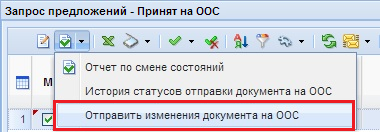 Запрос предложений - Принят на ООС
Отчет по смене состояний
М
История статусов отправки документа на ООС
Отправить изменения документа на ООС
1